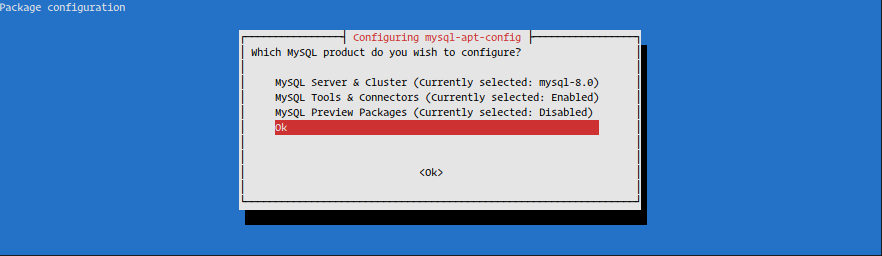 Package configuration
Configuring mysql-apt-config
Which MySQL product do you wish to configure?
MySQL Server & Cluster (Currently selected: mysql-8.0)
MySQL Tools & Connectors (Currently selected: Enabled)
MySQL Preview Packages (Currently selected: Disabled)
Ok
<Ok>